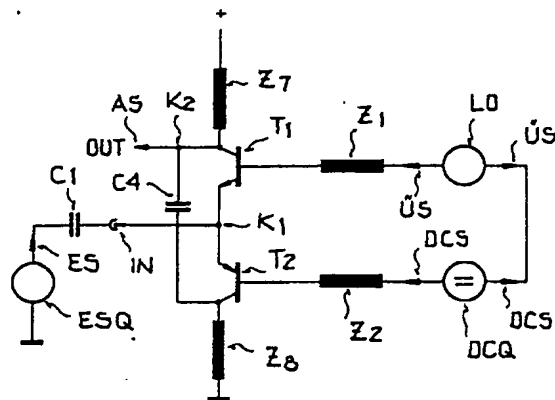 +
Z7
AS
K2
T1
Z1
LO
ÜS
OUT
C4
C1
ÜS
K1
DCS
ES
IN
T2
=
ESQ
Z2
DCS
DCQ
Z8